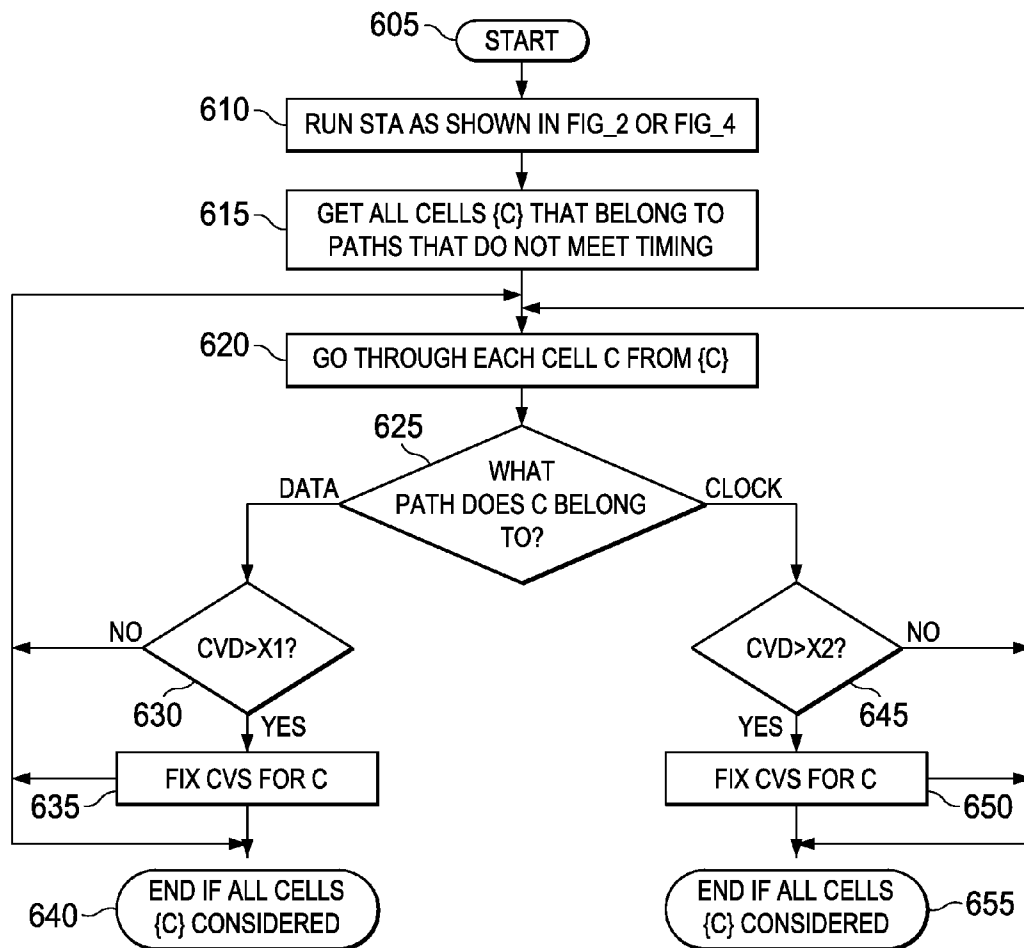 605
START
610
RUN STA AS SHOWN IN FIG_2 OR FIG_4
615
GET ALL CELLS {C} THAT BELONG TO
PATHS THAT DO NOT MEET TIMING
620
GO THROUGH EACH CELL C FROM {C}
625
WHAT
PATH DOES C BELONG
TO?
DATA
CLOCK
NO
CVD>X1?
630
YES
FIX CVS FOR C
635
END IF ALL CELLS
{C} CONSIDERED
640
CVD>X2?
NO
645
YES
FIX CVS FOR C
650
END IF ALL CELLS
{C} CONSIDERED
655